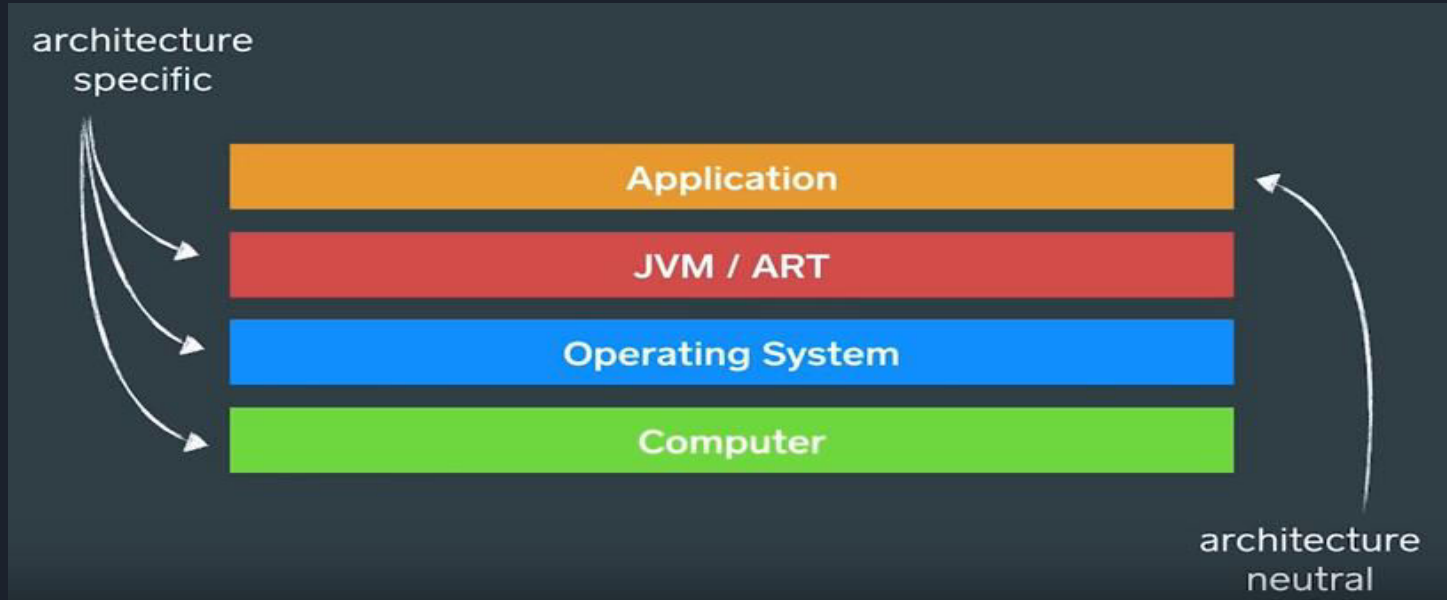 architecture
specific
Application
JVM / ART
Operating System
Computer
architecture
neutral